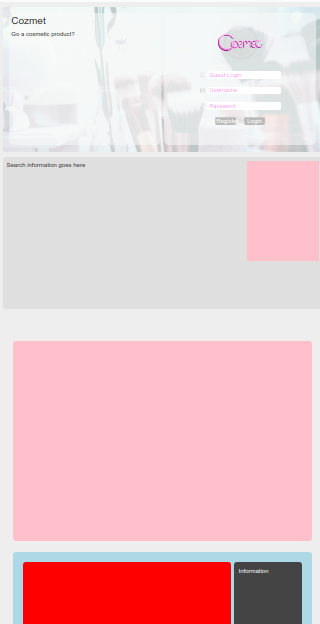 Cozmet
Go a cosmetic product?
Cozmet
Guest Login
Username
Password
Register
Login
Search information goes here
Information